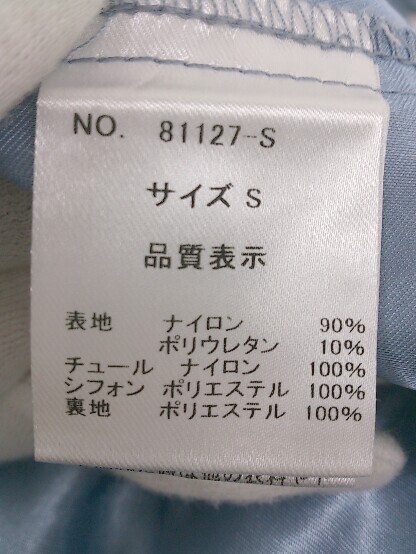 NO. 81127-S
サイズ S
品質表示
表地 ナイロン 90%
ポリウレタン 10%
チュール ナイロン 100%
シフォン ポリエステル 100%
裏地 ポリエステル 100%